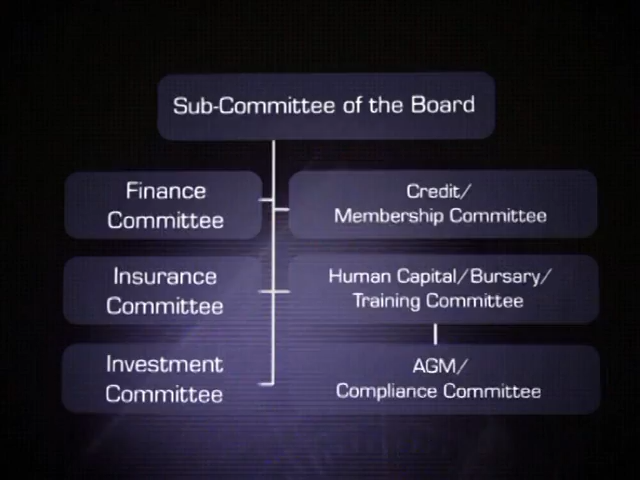 Sub-Committee of the Board
Finance
Committee
Credit/
Membership Committee
Insurance
Committee
Human Capital/Bursary/
Training Committee
Investment
Committee
AGM/
Compliance Committee